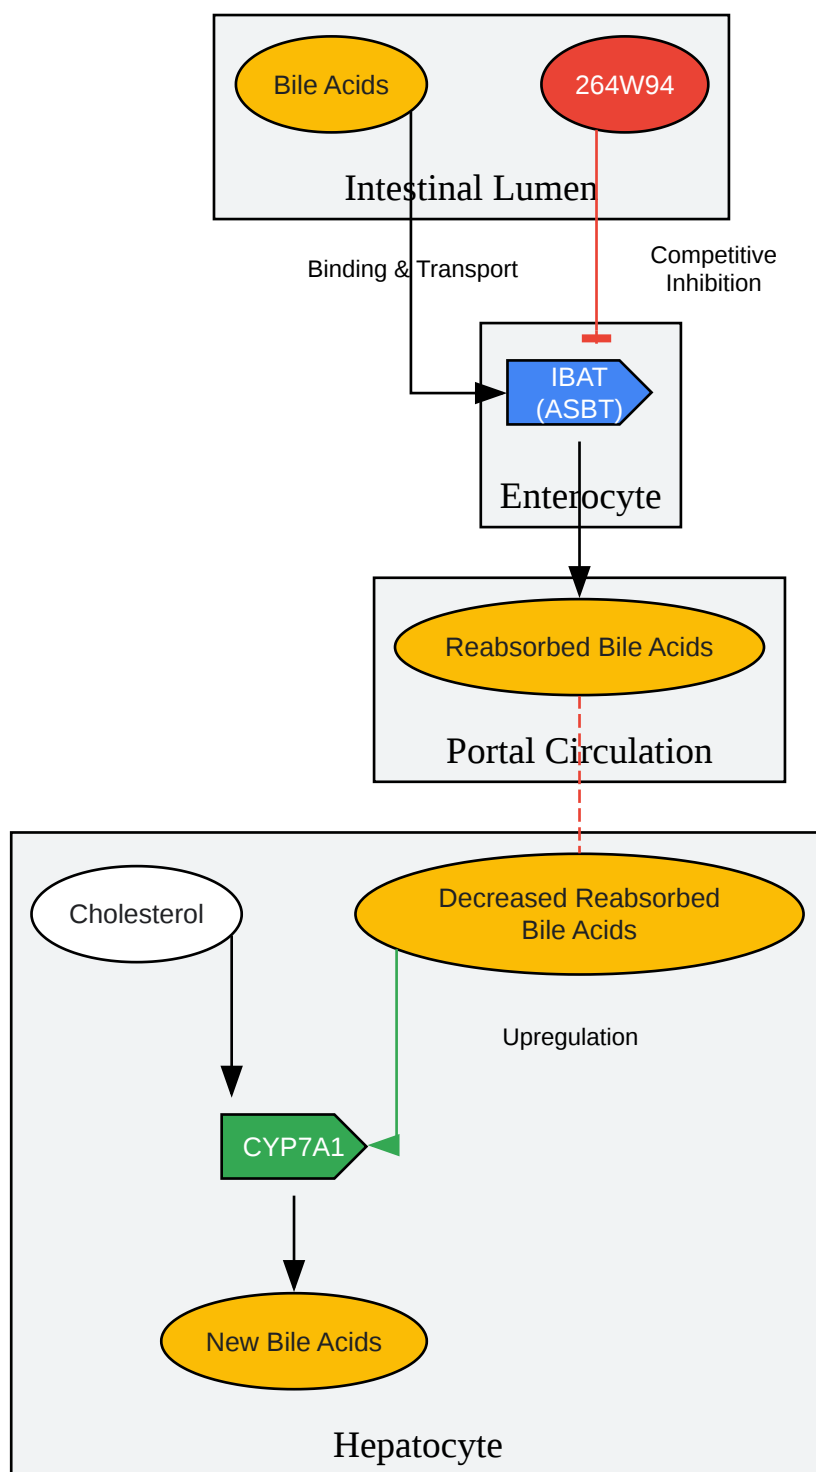 Bile Acids
264W94
Intestinal Lumen
Binding & Transport
Competitive
Inhibition
IBAT
(ASBT)
Enterocyte
Reabsorbed Bile Acids
Portal Circulation
Cholesterol
Decreased Reabsorbed
Bile Acids
Upregulation
CYP7A1
New Bile Acids
Hepatocyte